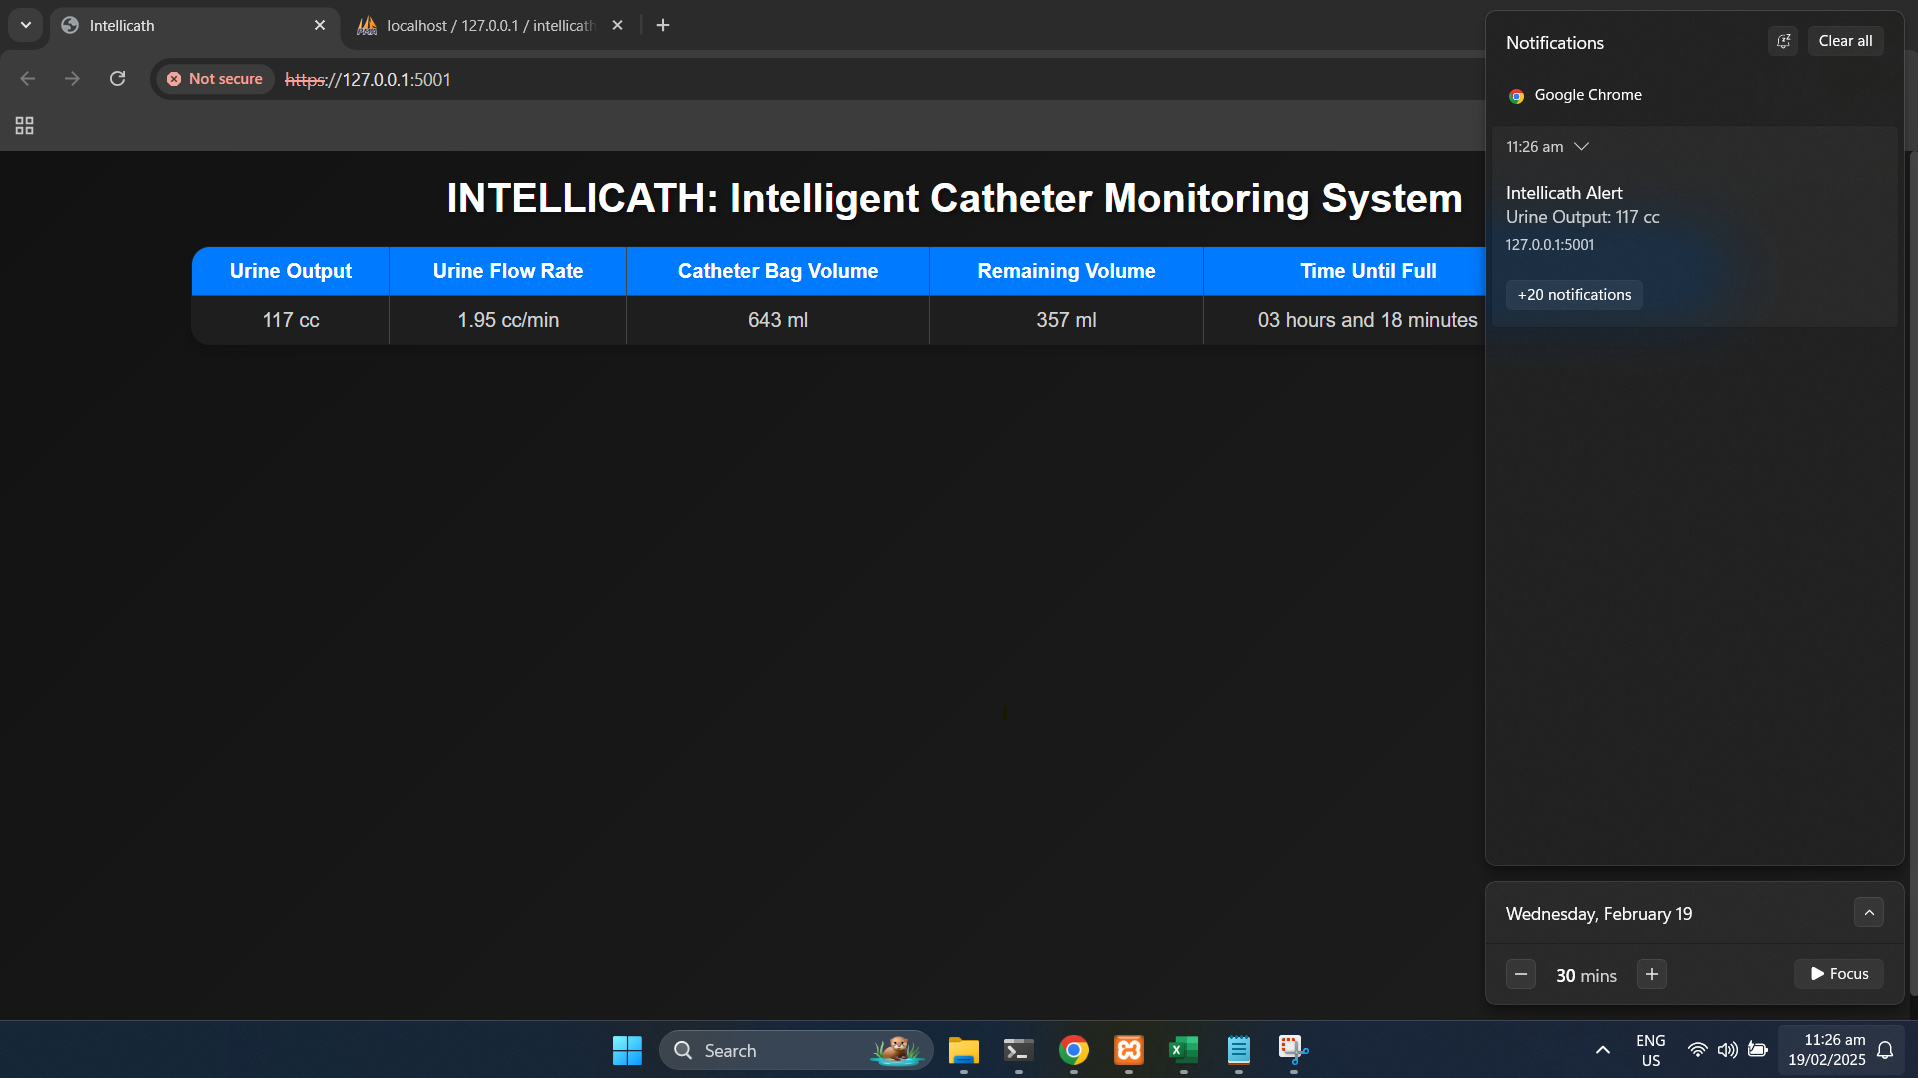 Intellicath
localhost / 127.0.0.1 / intellicath
Not secure
https://127.0.0.1:5001
INTELLICATH: Intelligent Catheter Monitoring System
Urine Output Urine Flow Rate Catheter Bag Volume Remaining Volume Time Until Full
117 cc 1.95 cc/min 643 ml 357 ml 03 hours and 18 minutes
Notifications
Clear all
Google Chrome
11:26 am
Intellicath Alert
Urine Output: 117 cc
127.0.0.1:5001
+20 notifications
Wednesday, February 19
30 mins
Focus
Search
ENG
US
11:26 am
19/02/2025